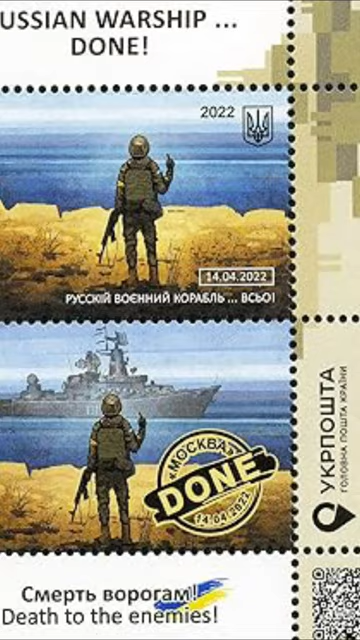 USSIAN WARSHIP ...
DONE!
2022
14.04.2022
РУССКІЙ ВОЄННИЙ КОРАБЛЬ ... ВСЬО!
«МОСКВА»
DONE
14.04.2022
УКРПОШТА
ГОЛОВНА ПОШТА КРАЇНИ
Смерть ворогам!
Death to the enemies!